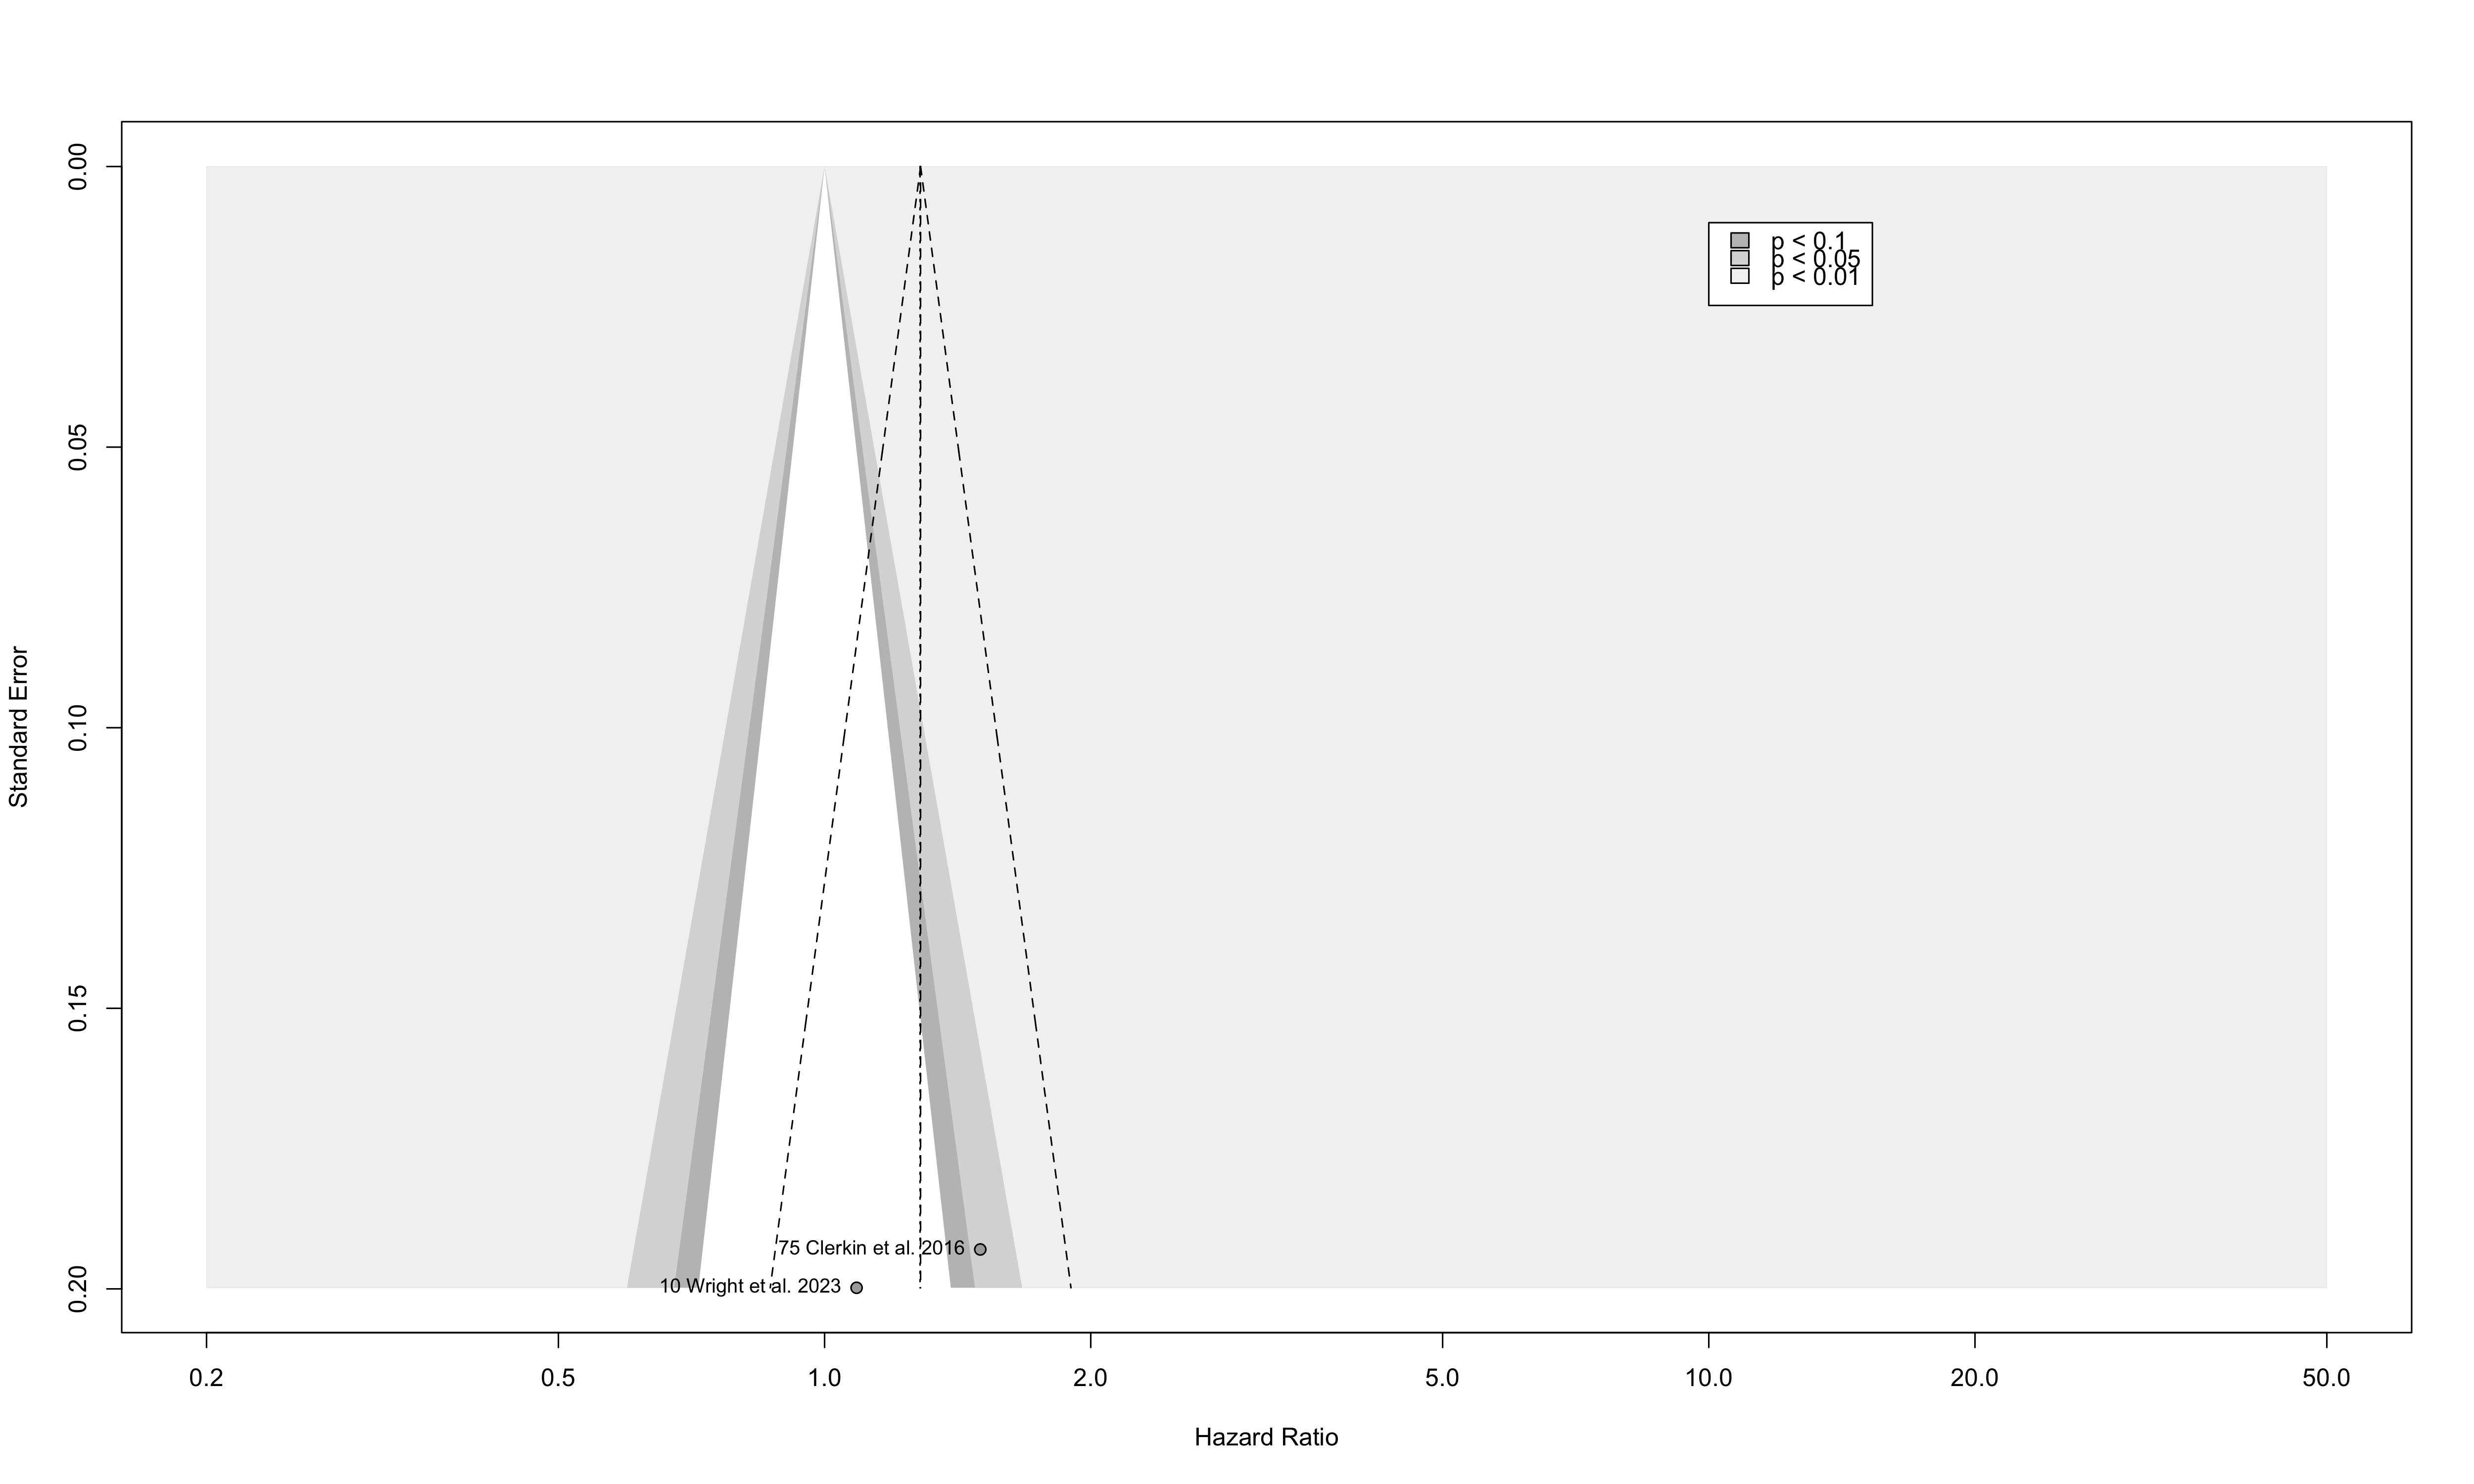 0.00
0.05
0.10
0.15
0.20
Standard Error
p < 0.1
p < 0.05
p < 0.01
75 Clerkin et al. 2016
10 Wright et al. 2023
0.2 0.5 1.0 2.0 5.0 10.0 20.0 50.0
Hazard Ratio